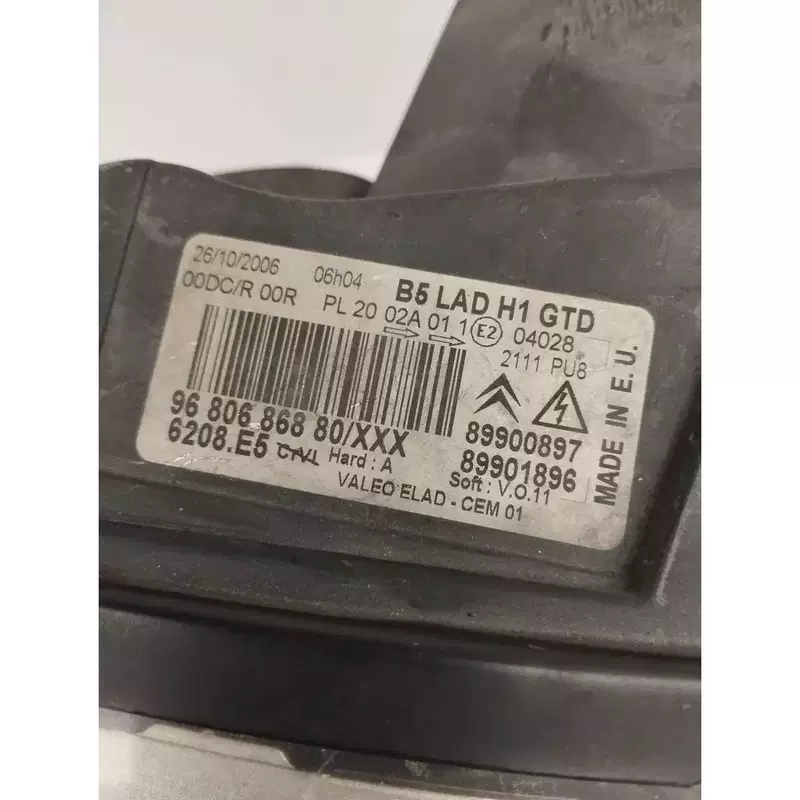 26/10/2006 06h04 B5 LAD H1 GTD
00DC/R 00R PL 20 02A 01 1 E2 04028
2111 PU8
96 806 868 80/XXX 89900897
6208.E5 C/VL Hard : A 89901896
Soft : V.O.11
VALEO ELAD - CEM 01
MADE IN E.U.